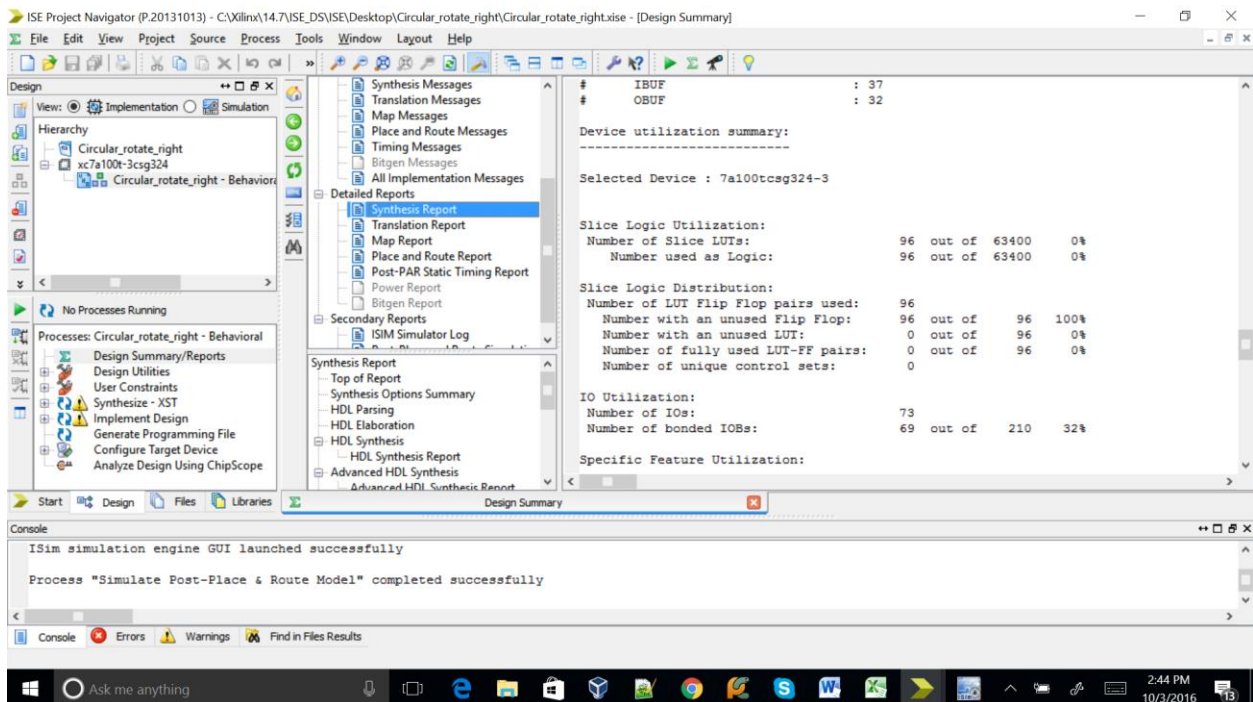 ISE Project Navigator (P.20131013) - C:\Xilinx\14.7\ISE_DS\ISE\Desktop\Circular_rotate_right\Circular_rotate_right.xise - [Design Summary]
File Edit View Project Source Process Tools Window Layout Help
Design
View: Implementation Simulation
Hierarchy
Circular_rotate_right
xc7a100t-3csg324
Circular_rotate_right - Behaviora
No Processes Running
Processes: Circular_rotate_right - Behavioral
Design Summary/Reports
Design Utilities
User Constraints
Synthesize - XST
Implement Design
Generate Programming File
Configure Target Device
Analyze Design Using ChipScope
Start Design Files Libraries
Synthesis Messages
Translation Messages
Map Messages
Place and Route Messages
Timing Messages
Bitgen Messages
All Implementation Messages
Detailed Reports
Synthesis Report
Translation Report
Map Report
Place and Route Report
Post-PAR Static Timing Report
Power Report
Bitgen Report
Secondary Reports
ISIM Simulator Log
Synthesis Report
Top of Report
Synthesis Options Summary
HDL Parsing
HDL Elaboration
HDL Synthesis
HDL Synthesis Report
Advanced HDL Synthesis
Advanced HDL Synthesis Report
# IBUF : 37
# OBUF : 32
Device utilization summary:
---------------------------
Selected Device : 7a100tcsg324-3
Slice Logic Utilization:
Number of Slice LUTs: 96 out of 63400 0%
Number used as Logic: 96 out of 63400 0%
Slice Logic Distribution:
Number of LUT Flip Flop pairs used: 96
Number with an unused Flip Flop: 96 out of 96 100%
Number with an unused LUT: 0 out of 96 0%
Number of fully used LUT-FF pairs: 0 out of 96 0%
Number of unique control sets: 0
IO Utilization:
Number of IOs: 73
Number of bonded IOBs: 69 out of 210 32%
Specific Feature Utilization:
Design Summary
Console
ISim simulation engine GUI launched successfully
Process "Simulate Post-Place & Route Model" completed successfully
Console Errors Warnings Find in Files Results
Ask me anything
2:44 PM
10/3/2016
13